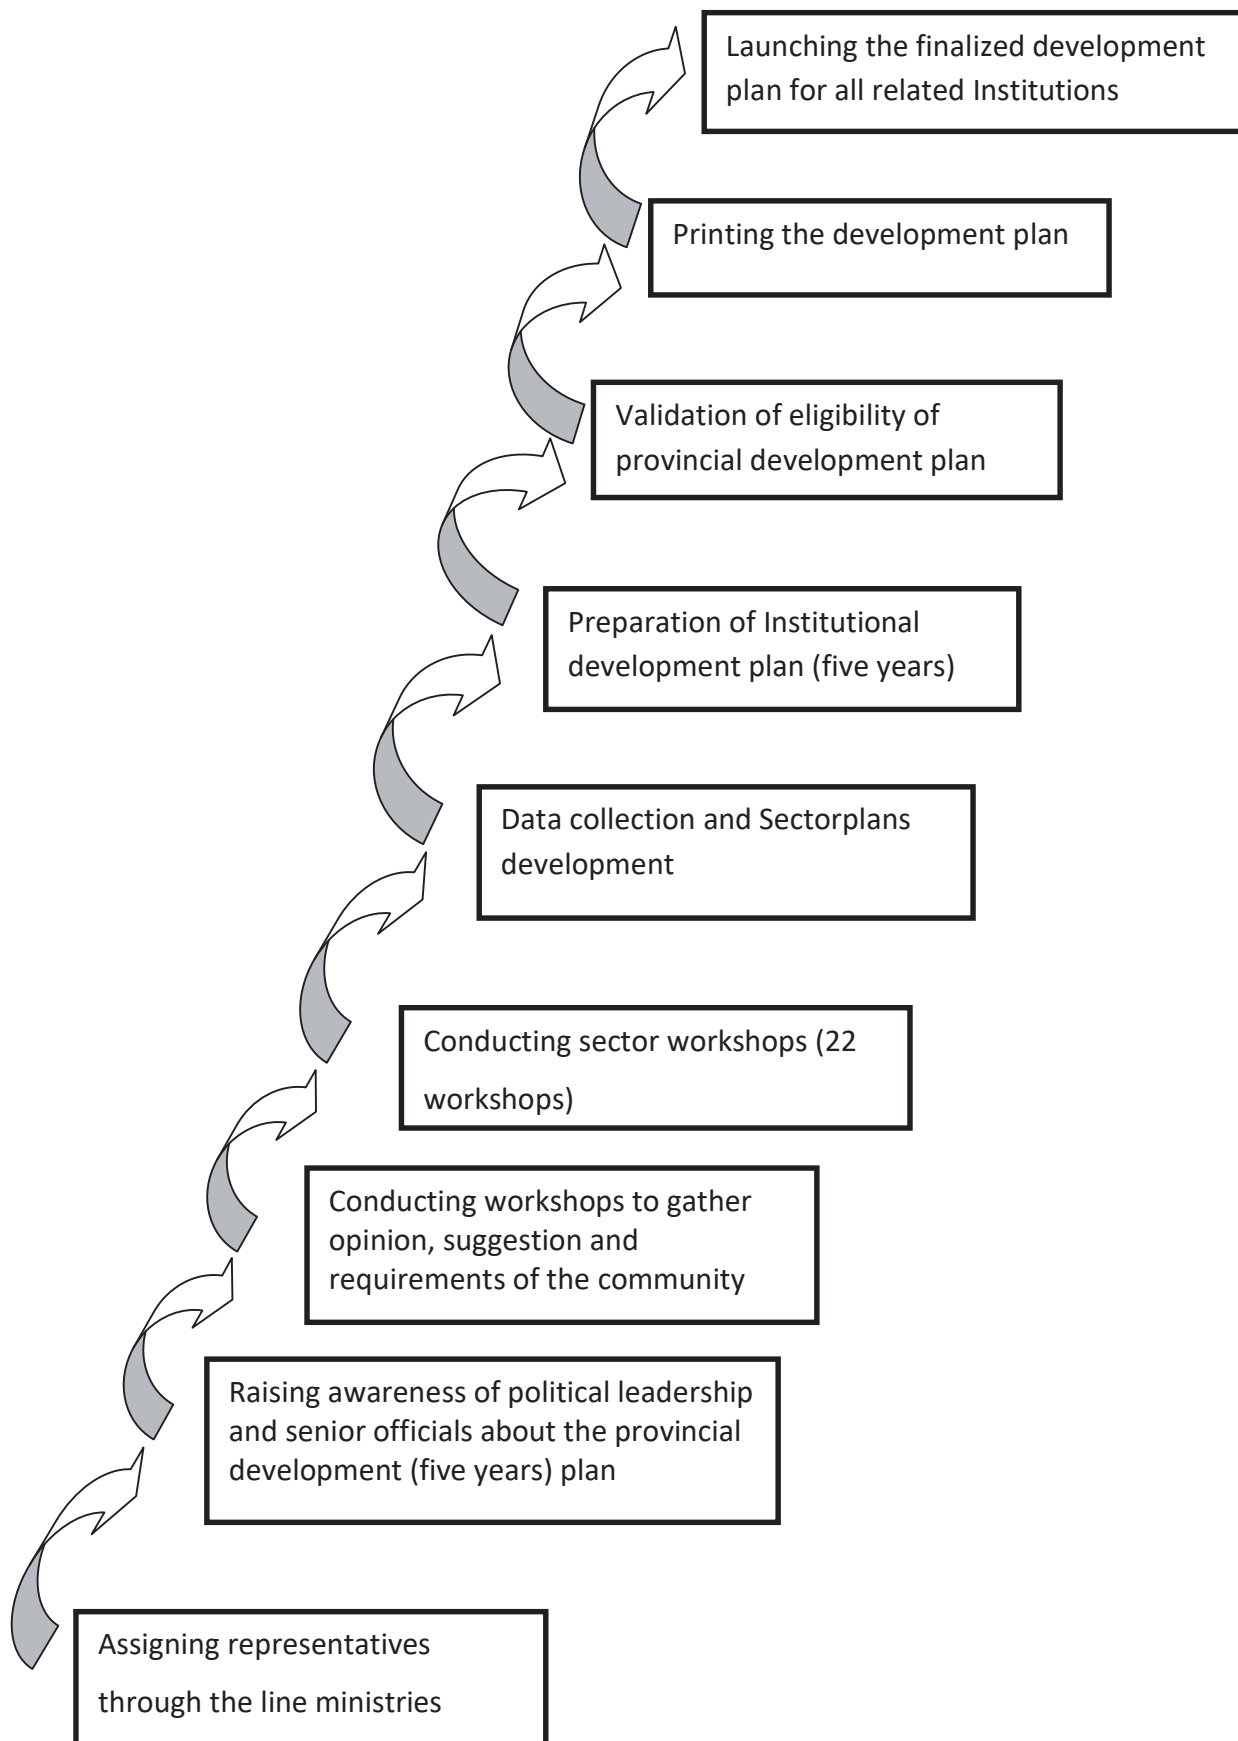 Launching the finalized development
plan for all related Institutions
Printing the development plan
Validation of eligibility of
provincial development plan
Preparation of Institutional
development plan (five years)
Data collection and Sectorplans
development
Conducting sector workshops (22
workshops)
Conducting workshops to gather
opinion, suggestion and
requirements of the community
Raising awareness of political leadership
and senior officials about the provincial
development (five years) plan
Assigning representatives
through the line ministries